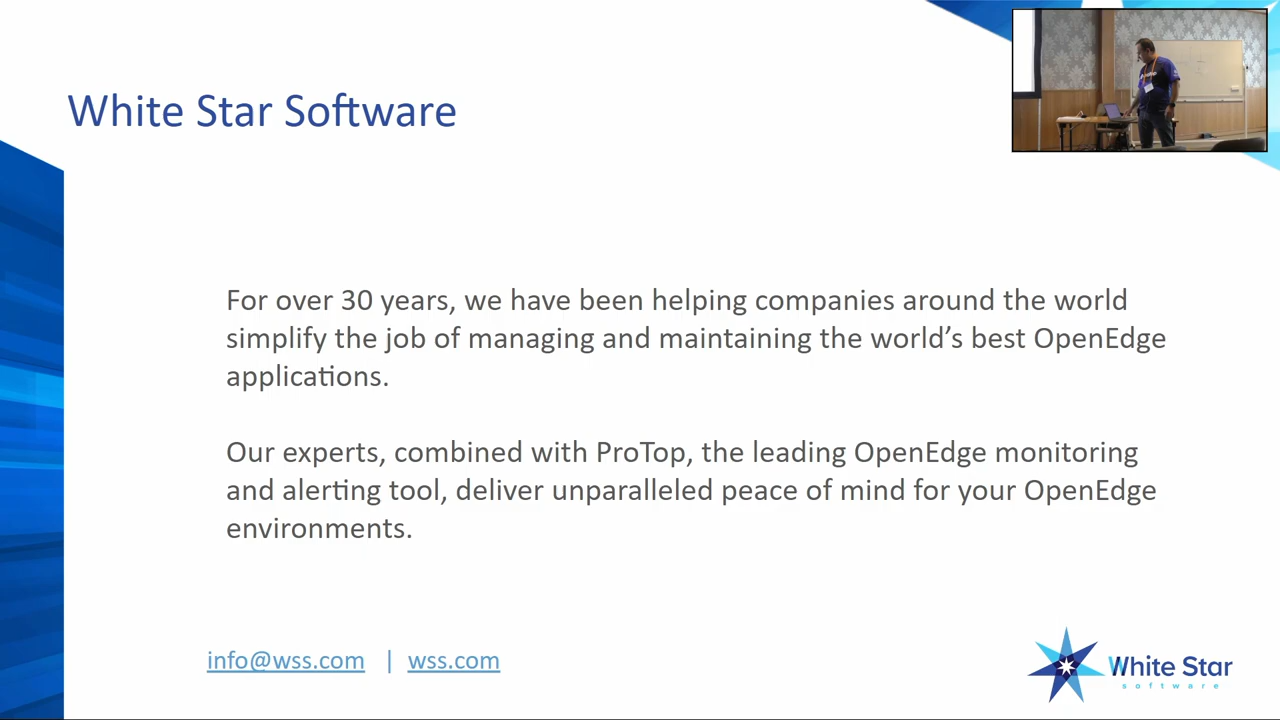 White Star Software
For over 30 years, we have been helping companies around the world
simplify the job of managing and maintaining the world's best OpenEdge
applications.
Our experts, combined with ProTop, the leading OpenEdge monitoring
and alerting tool, deliver unparalleled peace of mind for your OpenEdge
environments.
info@wss.com | wss.com
White Star
software